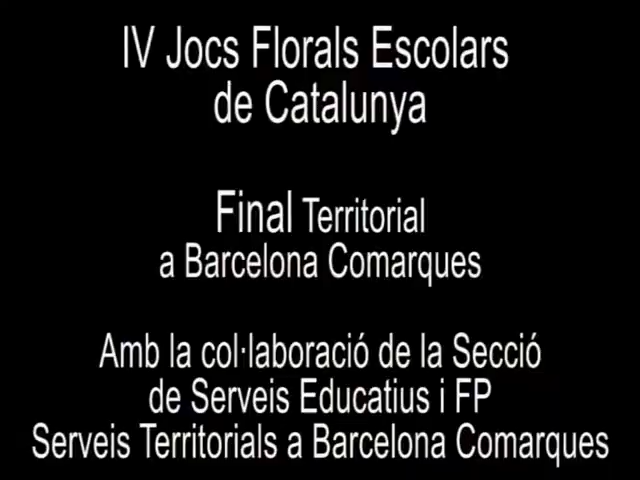 IV Jocs Florals Escolars
de Catalunya
Final Territorial
a Barcelona Comarques
Amb la col·laboració de la Secció
de Serveis Educatius i FP
Serveis Territorials a Barcelona Comarques